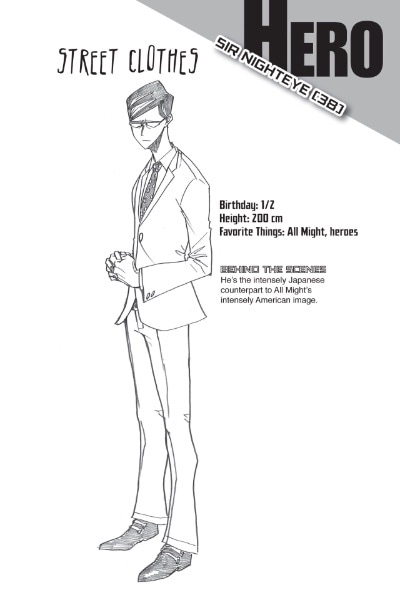 STREET CLOTHES
HERO
SIR NIGHTEYE (38)
Birthday: 1/2
Height: 200 cm
Favorite Things: All Might, heroes
BEHIND THE SCENES
He's the intensely Japanese
counterpart to All Might's
intensely American image.